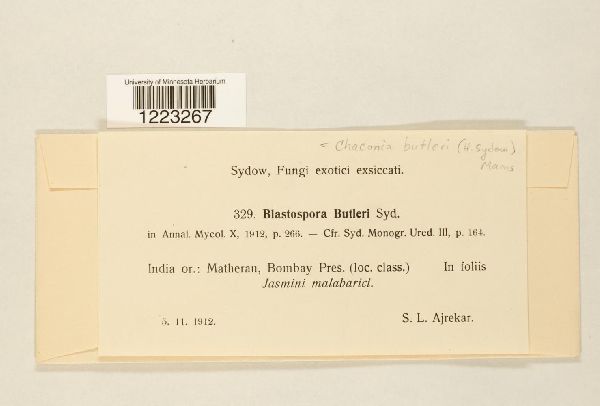 University of Minnesota Herbarium
1223267
= Chaconia butleri (H. Sydow)
Mains
Sydow, Fungi exotici exsiccati.
329. Blastospora Butleri Syd.
in Annal. Mycol. X, 1912, p. 266. — Cfr. Syd. Monogr. Ured. III, p. 164.
India or.: Matheran, Bombay Pres. (loc. class.) In foliis
Jasmini malabarici.
5. 11. 1912. S. L. Ajrekar.